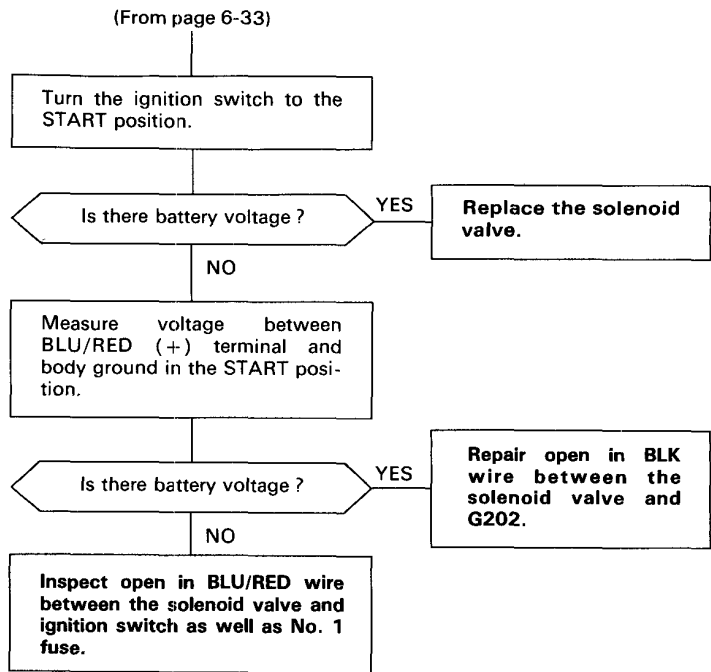 (From page 6-33)
Turn the ignition switch to the
START position.
Is there battery voltage ?
YES
Replace the solenoid
valve.
NO
Measure voltage between
BLU/RED (+) terminal and
body ground in the START posi-
tion.
Is there battery voltage ?
YES
Repair open in BLK
wire between the
solenoid valve and
G202.
NO
Inspect open in BLU/RED wire
between the solenoid valve and
ignition switch as well as No. 1
fuse.